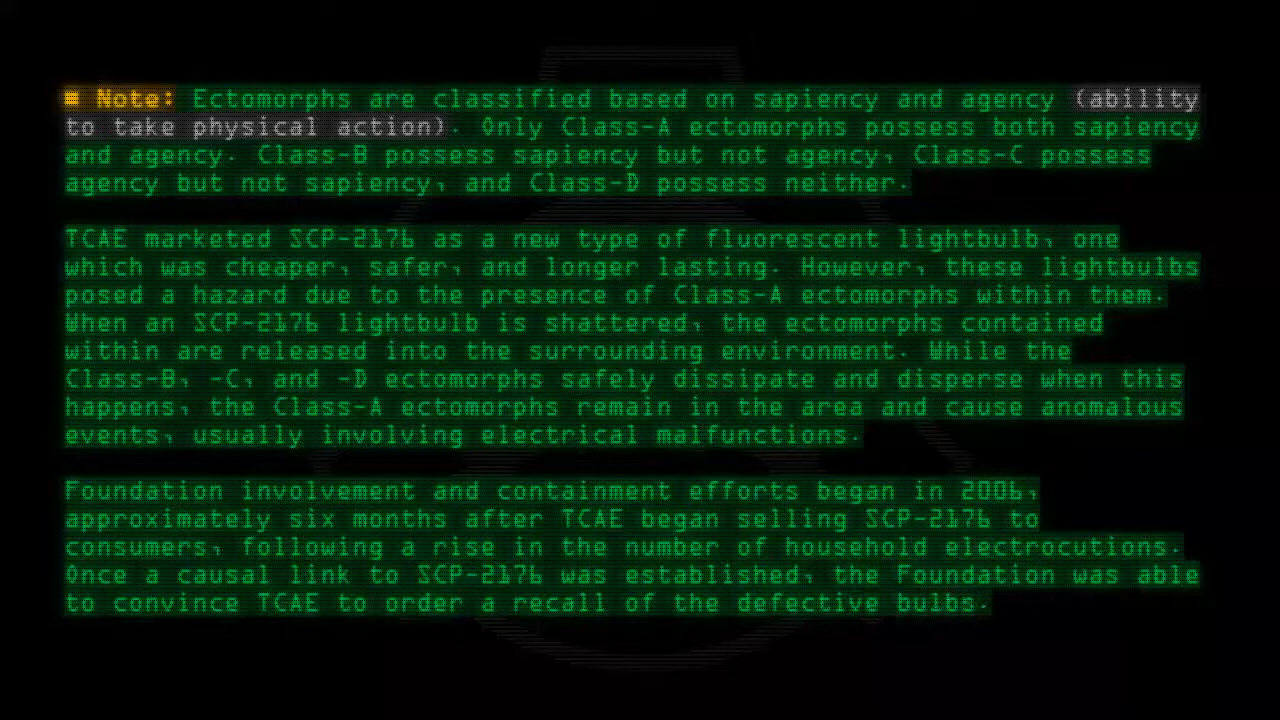 ■ Note: Ectomorphs are classified based on sapiency and agency (ability
to take physical action). Only Class-A ectomorphs possess both sapiency
and agency. Class-B possess sapiency but not agency, Class-C possess
agency but not sapiency, and Class-D possess neither.
TCAE marketed SCP-2176 as a new type of fluorescent lightbulb, one
which was cheaper, safer, and longer lasting. However, these lightbulbs
posed a hazard due to the presence of Class-A ectomorphs within them.
When an SCP-2176 lightbulb is shattered, the ectomorphs contained
within are released into the surrounding environment. While the
Class-B, -C, and -D ectomorphs safely dissipate and disperse when this
happens, the Class-A ectomorphs remain in the area and cause anomalous
events, usually involving electrical malfunctions.
Foundation involvement and containment efforts began in 2006,
approximately six months after TCAE began selling SCP-2176 to
consumers, following a rise in the number of household electrocutions.
Once a causal link to SCP-2176 was established, the Foundation was able
to convince TCAE to order a recall of the defective bulbs.